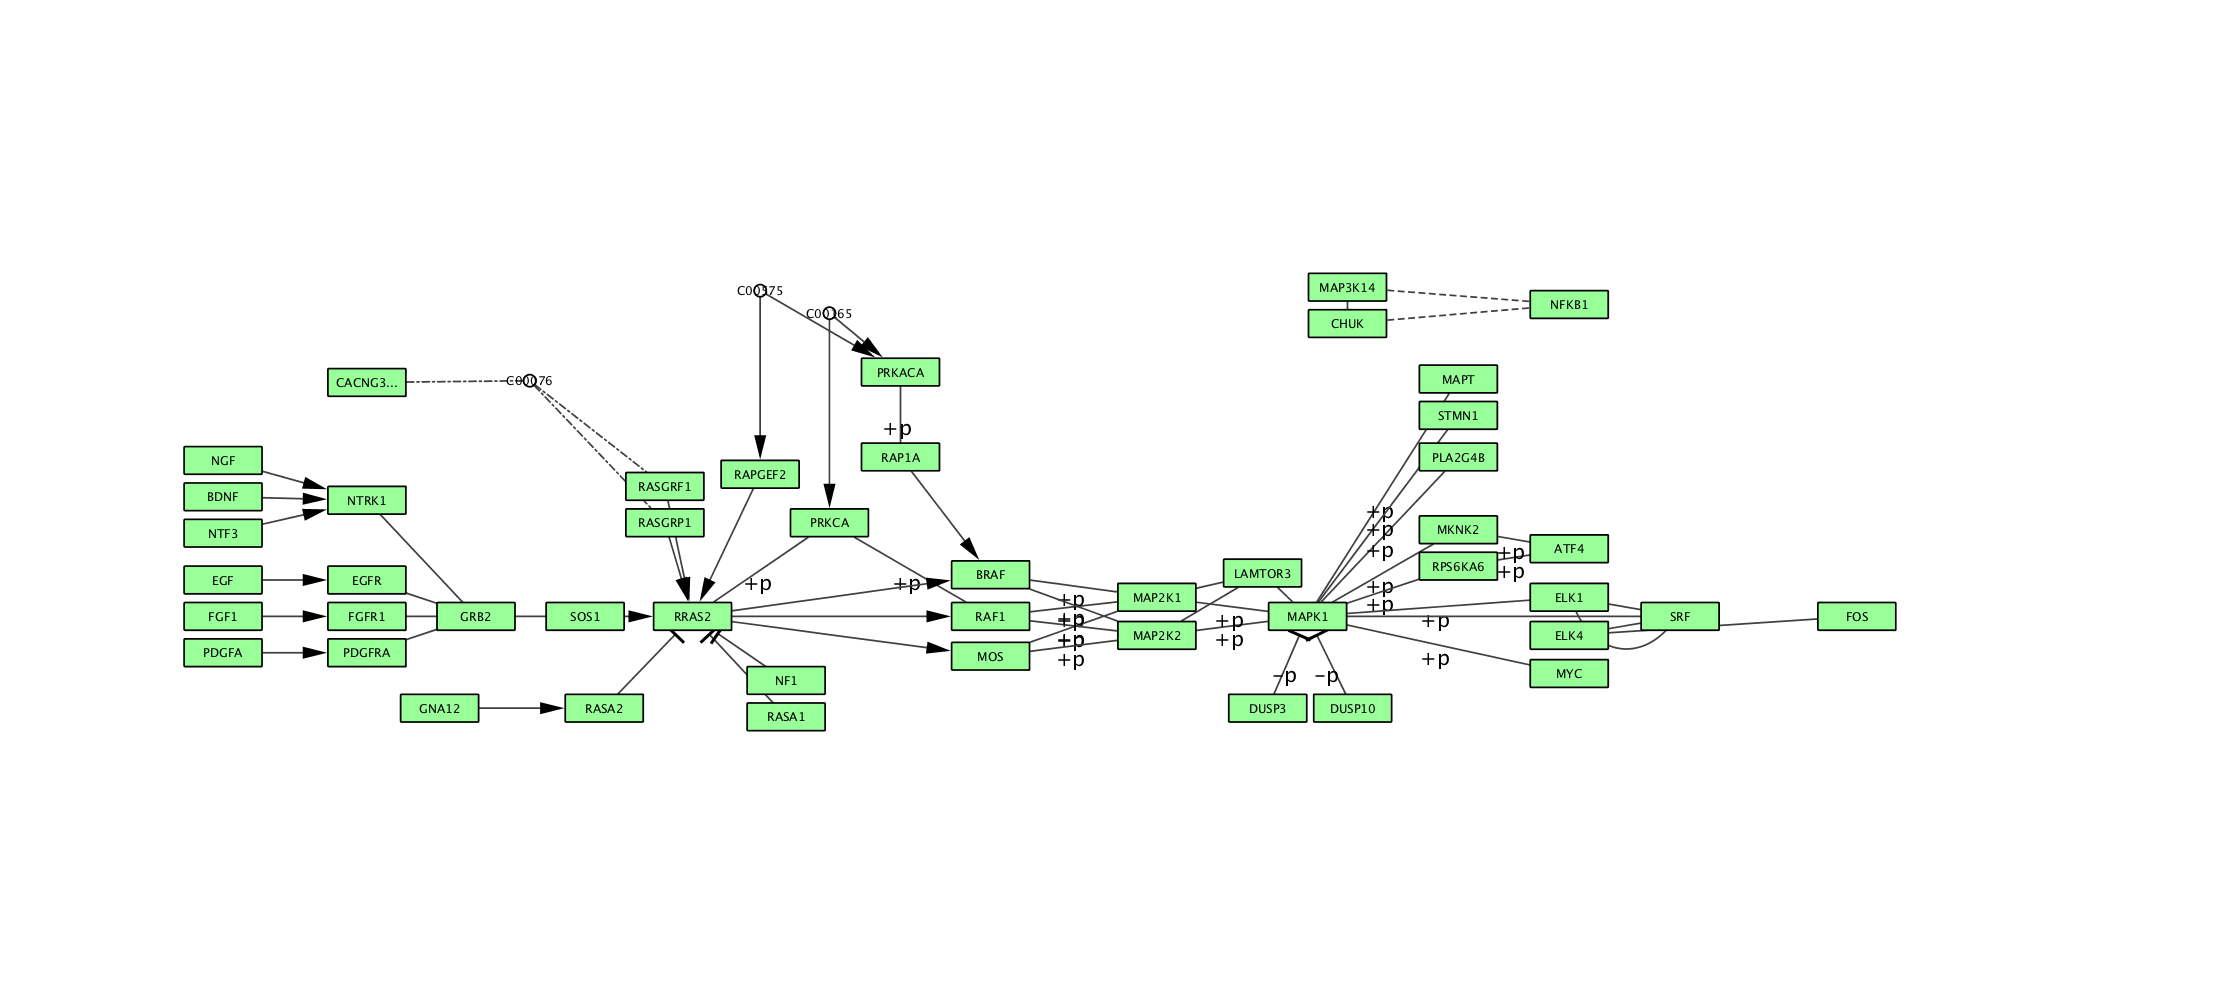 MAP3K14
C00575
NFKB1
C00165
CHUK
PRKACA
CACNG3...
C00076
MAPT
STMN1
+p
NGF
RAP1A
PLA2G4B
RAPGEF2
RASGRF1
BDNF
NTRK1
+p
RASGRP1
PRKCA
+p
MKNK2
NTF3
ATF4
+p
+p
RPS6KA6
+p
LAMTOR3
BRAF
EGF
EGFR
+p
+p
+p
MAP2K1
ELK1
+p
+p
FGF1
FGFR1
GRB2
SOS1
RRAS2
RAF1
MAPK1
SRF
FOS
+p
+p
+p
MAP2K2
ELK4
+p
+p
PDGFA
PDGFRA
MOS
+p
+p
MYC
NF1
–p
–p
GNA12
RASA2
RASA1
DUSP3
DUSP10